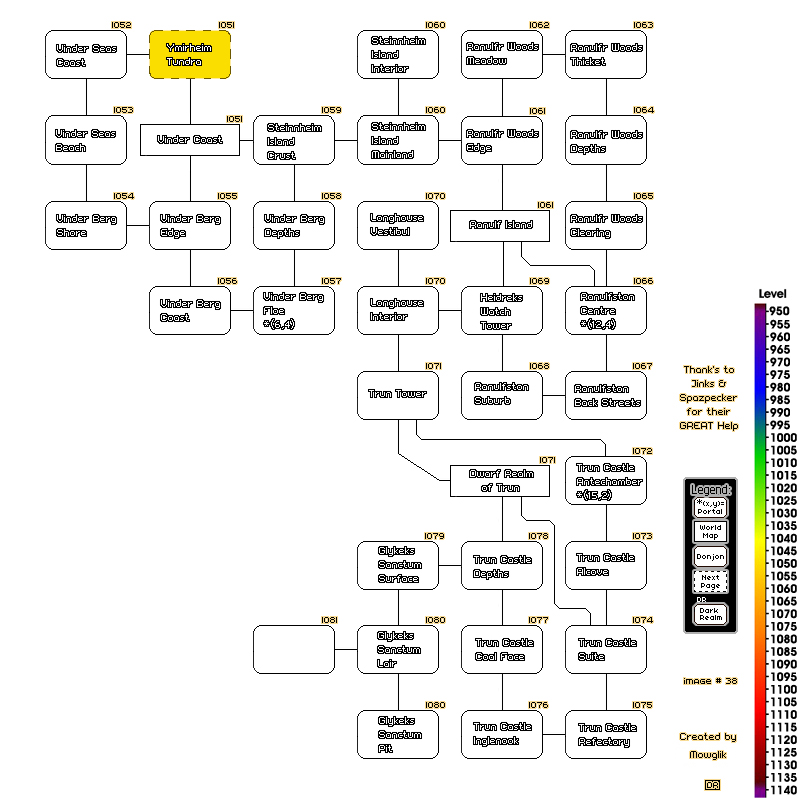 1052
1051
1060
1062
1063
Vinder Seas
Coast
Ymirheim
Tundra
Steinnheim
Island
Interior
Ranulfr Woods
Meadow
Ranulfr Woods
Thicket
1053
1051
1059
1060
1061
1064
Vinder Seas
Beach
Vinder Coast
Steinnheim
Island
Crust
Steinnheim
Island
Mainland
Ranulfr Woods
Edge
Ranulfr Woods
Depths
1054
1055
1058
1070
1061
1065
Vinder Berg
Shore
Vinder Berg
Edge
Vinder Berg
Depths
Longhouse
Vestibul
Ranulf Island
Ranulfr Woods
Clearing
1056
1057
1070
1069
1066
Vinder Berg
Coast
Vinder Berg
Floe
*(6,4)
Longhouse
Interior
Heidreks
Watch
Tower
Ranulfston
Centre
*(12,4)
1071
1068
1067
Trun Tower
Ranulfston
Suburb
Ranulfston
Back Streets
1071
1072
Dwarf Realm
of Trun
Trun Castle
Antechamber
*(15,2)
1079
1078
1073
Glykeks
Sanctum
Surface
Trun Castle
Depths
Trun Castle
Alcove
1081
1080
1077
1074
Glykeks
Sanctum
Lair
Trun Castle
Coal Face
Trun Castle
Suite
1080
1076
1075
Glykeks
Sanctum
Pit
Trun Castle
Inglenook
Trun Castle
Refectory
Thank's to
Jinks &
Spazpecker
for their
GREAT Help
Legend:
*(x,y)=
Portal
World
Map
Donjon
Next
Page
DR
Dark
Realm
image # 38
Created by
Mowglik
DR
Level
950
955
960
965
970
975
980
985
990
995
1000
1005
1010
1015
1020
1025
1030
1035
1040
1045
1050
1055
1060
1065
1070
1075
1080
1085
1090
1095
1100
1105
1110
1115
1120
1125
1130
1135
1140